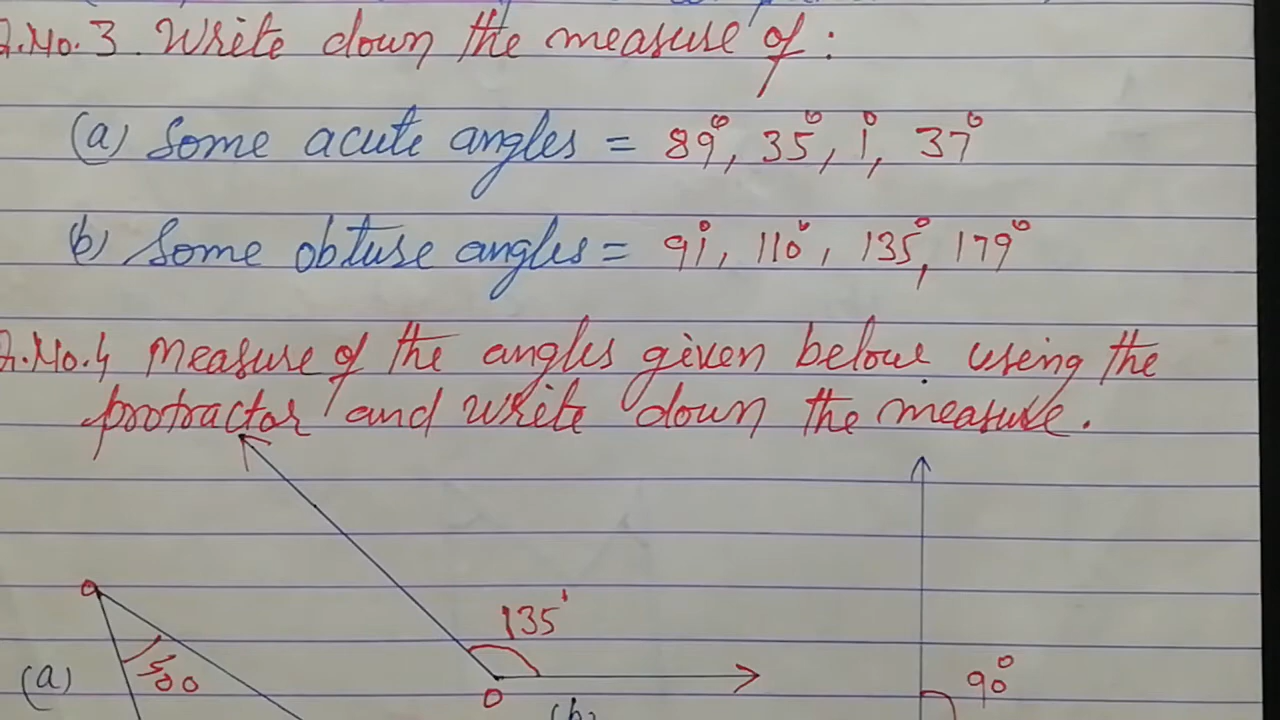 Q.No.3. Write down the measure of:
(a) Some acute angles = 89°, 35°, 1°, 37°
(b) Some obtuse angles = 91°, 110°, 135°, 179°
Q.No.4 Measure of the angles given below using the
protractor and write down the measure.
135°
O
O
90°
(a)
O
(b)